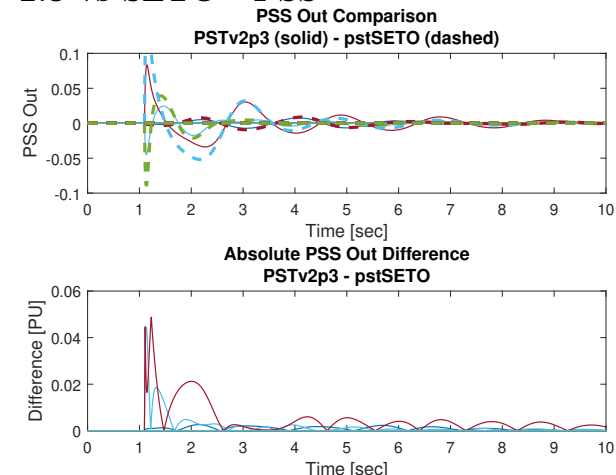 PSS Out Comparison
PSTv2p3 (solid) - pstSETO (dashed)
0.1
0.05
0
-0.05
-0.1
PSS Out
0 1 2 3 4 5 6 7 8 9 10
Time [sec]
Absolute PSS Out Difference
PSTv2p3 - pstSETO
0.06
0.04
0.02
0
Difference [PU]
0 1 2 3 4 5 6 7 8 9 10
Time [sec]